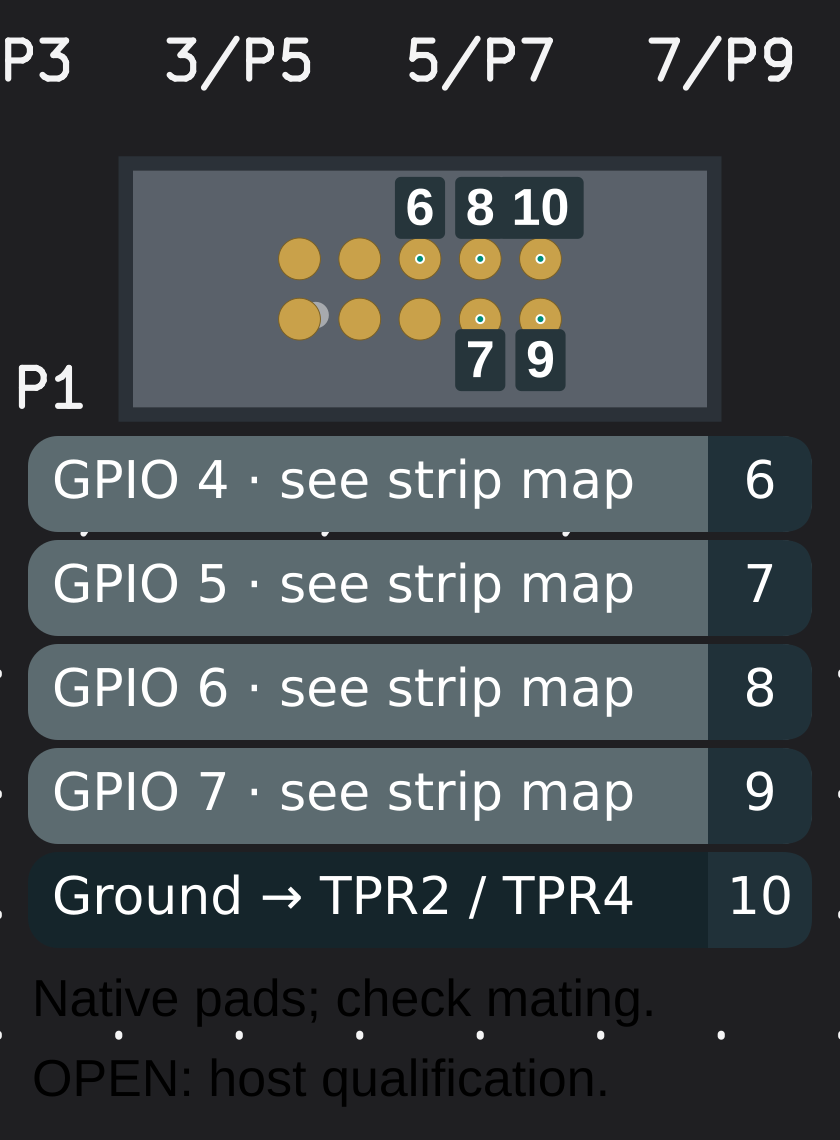 P3 3/P5 5/P7 7/P9
6 8 10
7 9
P1
GPIO 4 · see strip map 6
GPIO 5 · see strip map 7
GPIO 6 · see strip map 8
GPIO 7 · see strip map 9
Ground → TPR2 / TPR4 10
Native pads; check mating.
OPEN: host qualification.